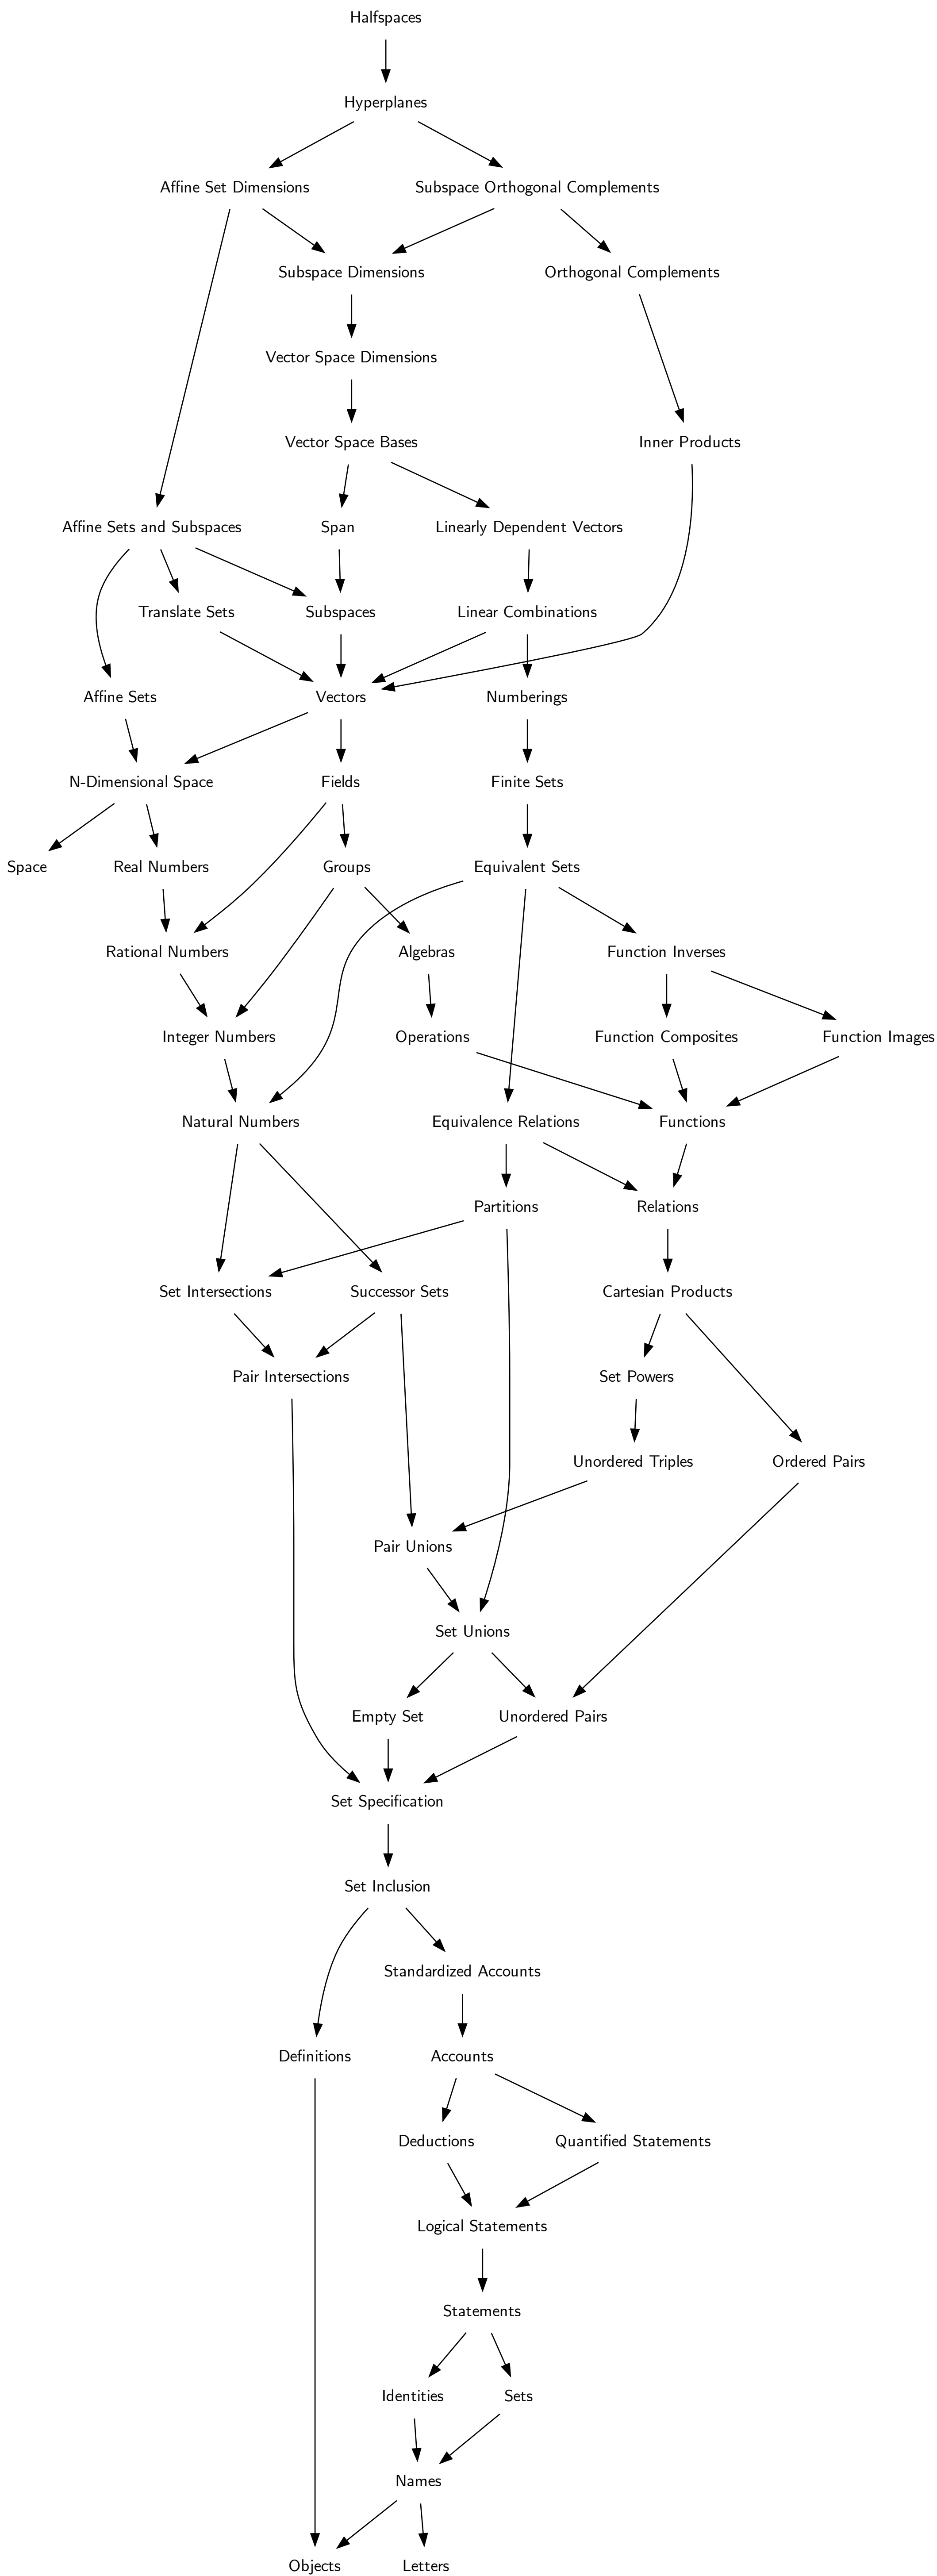 Halfspaces
Hyperplanes
Affine Set Dimensions
Subspace Orthogonal Complements
Subspace Dimensions
Orthogonal Complements
Vector Space Dimensions
Vector Space Bases
Inner Products
Affine Sets and Subspaces
Span
Linearly Dependent Vectors
Translate Sets
Subspaces
Linear Combinations
Affine Sets
Vectors
Numberings
N-Dimensional Space
Fields
Finite Sets
Space
Real Numbers
Groups
Equivalent Sets
Rational Numbers
Algebras
Function Inverses
Integer Numbers
Operations
Function Composites
Function Images
Natural Numbers
Equivalence Relations
Functions
Partitions
Relations
Set Intersections
Successor Sets
Cartesian Products
Pair Intersections
Set Powers
Unordered Triples
Ordered Pairs
Pair Unions
Set Unions
Empty Set
Unordered Pairs
Set Specification
Set Inclusion
Standardized Accounts
Definitions
Accounts
Deductions
Quantified Statements
Logical Statements
Statements
Identities
Sets
Names
Objects
Letters